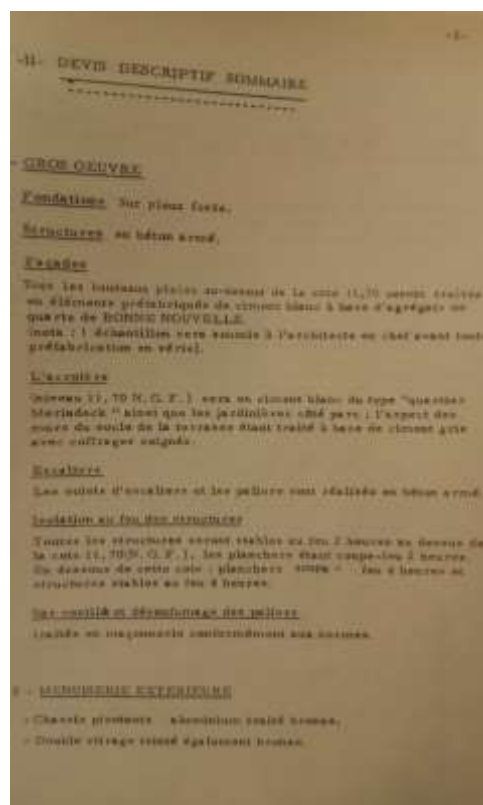 -II- DEVIS DESCRIPTIF SOMMAIRE
- GROS OEUVRE
Fondations Sur pieux forés.
Structures en béton armé.
Façades
Tous les panneaux pleins au-dessus de la cote 11,70 seront traités
en éléments préfabriqués de ciment blanc à base d'agrégats de
quartz de BONNE NOUVELLE.
(nota : 1 échantillon sera soumis à l'architecte en chef avant toute
préfabrication en série).
(niveau 11,70 N.G.F.) sera en ciment blanc du type "quartier
Mériadeck " ainsi que les jardinières côté parc ; l'aspect des
murs du socle de la terrasse étant traité à base de ciment gris
avec coffrages soignés.
Escaliers
Les volets d'escaliers et les paliers sont réalisés en béton armé.
Isolation au feu des structures
Toutes les structures seront stables au feu 2 heures au dessus de
la cote 11,70 N.G.F.), les planchers étant coupe-feu 2 heures.
En dessous de cette cote : planchers coupe - feu 4 heures et
structures stables au feu 4 heures.
désenfumage des paliers
traités en maçonnerie conformément aux normes.
- MENUISERIE EXTERIEURE
- Chassis pivotants aluminium traité bronze.
- Double vitrage teinté également bronze.